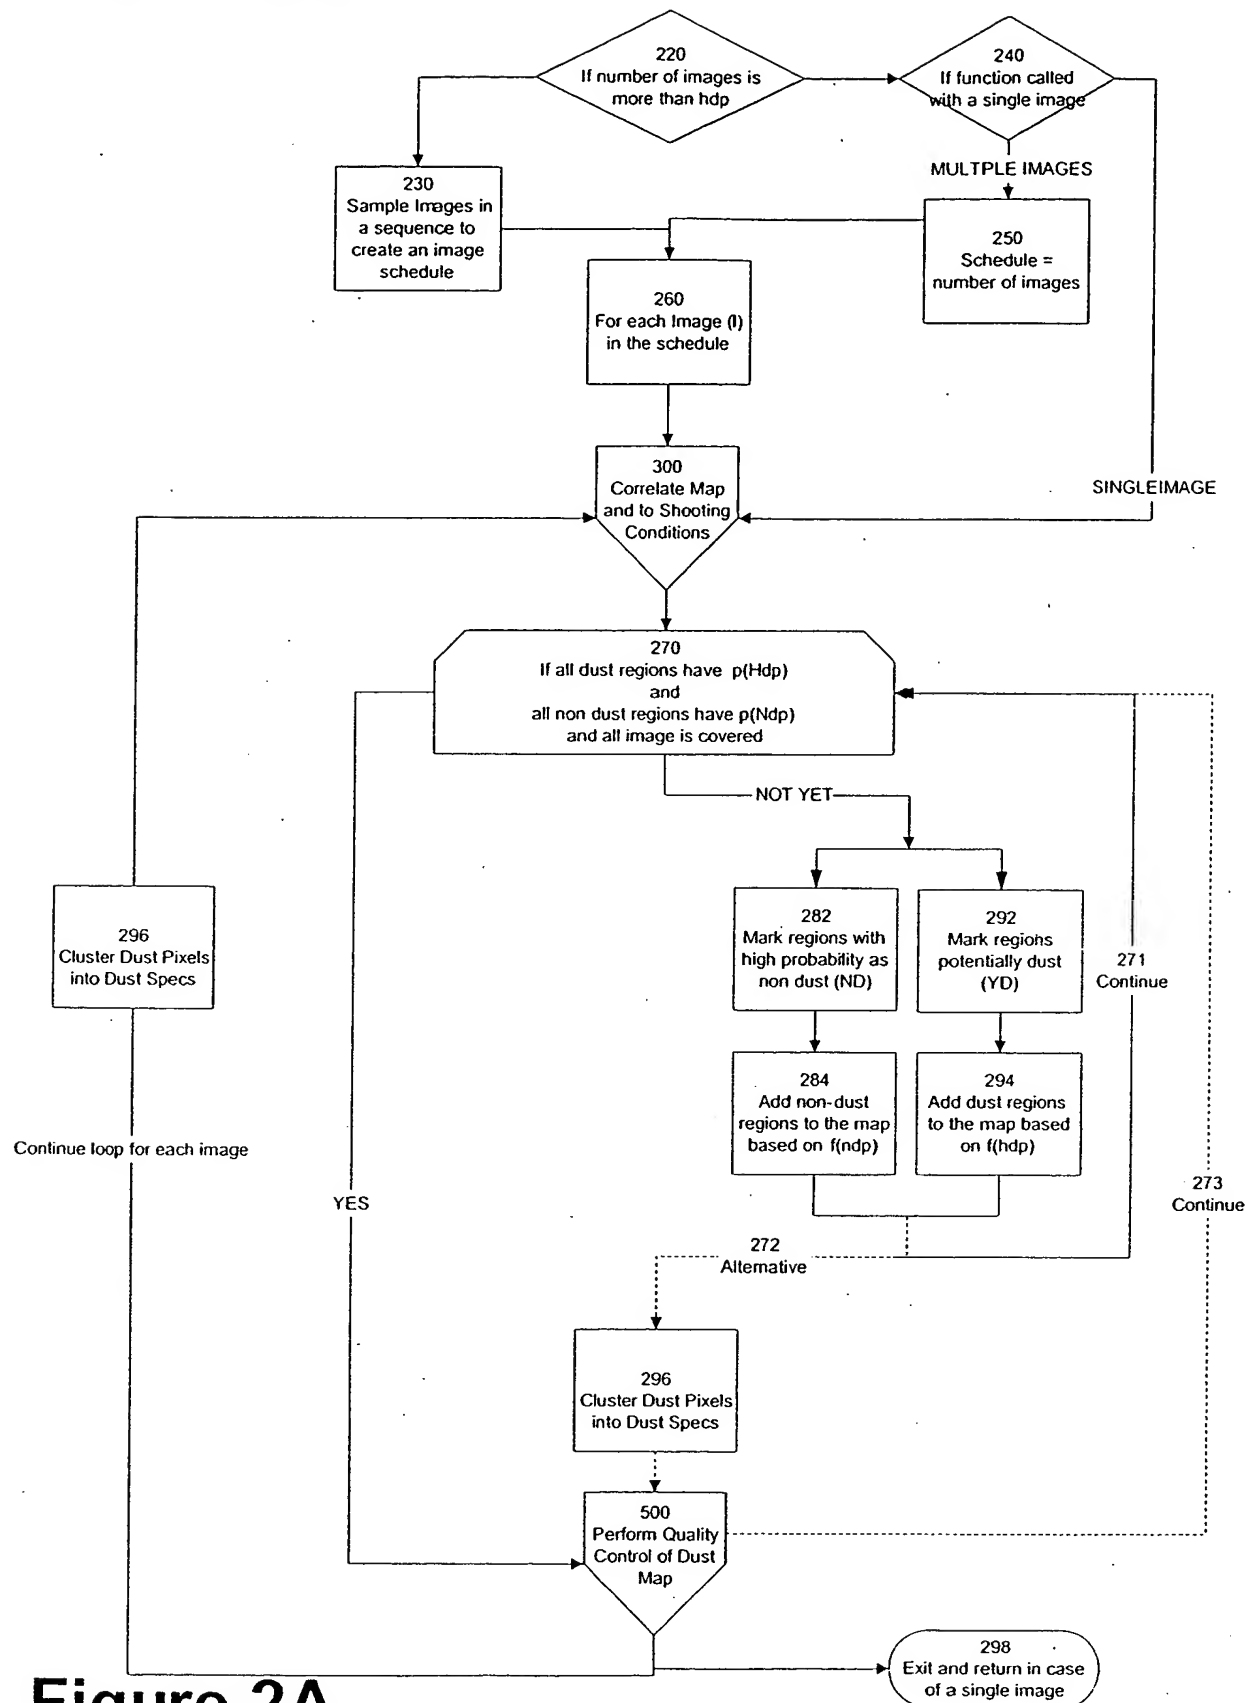 220
If number of images is
more than hdp
240
If function called
with a single image
MULTPLE IMAGES
230
Sample Images in
a sequence to
create an image
schedule
250
Schedule =
number of images
260
For each Image (I)
in the schedule
300
Correlate Map
and to Shooting
Conditions
SINGLEIMAGE
270
If all dust regions have p(Hdp)
and
all non dust regions have p(Ndp)
and all image is covered
NOT YET
282
Mark regions with
high probability as
non dust (ND)
292
Mark regions
potentially dust
(YD)
271
Continue
296
Cluster Dust Pixels
into Dust Specs
284
Add non-dust
regions to the map
based on f(ndp)
294
Add dust regions
to the map based
on f(hdp)
Continue loop for each image
YES
273
Continue
272
Alternative
296
Cluster Dust Pixels
into Dust Specs
500
Perform Quality
Control of Dust
Map
298
Exit and return in case
of a single image
Figure 2A